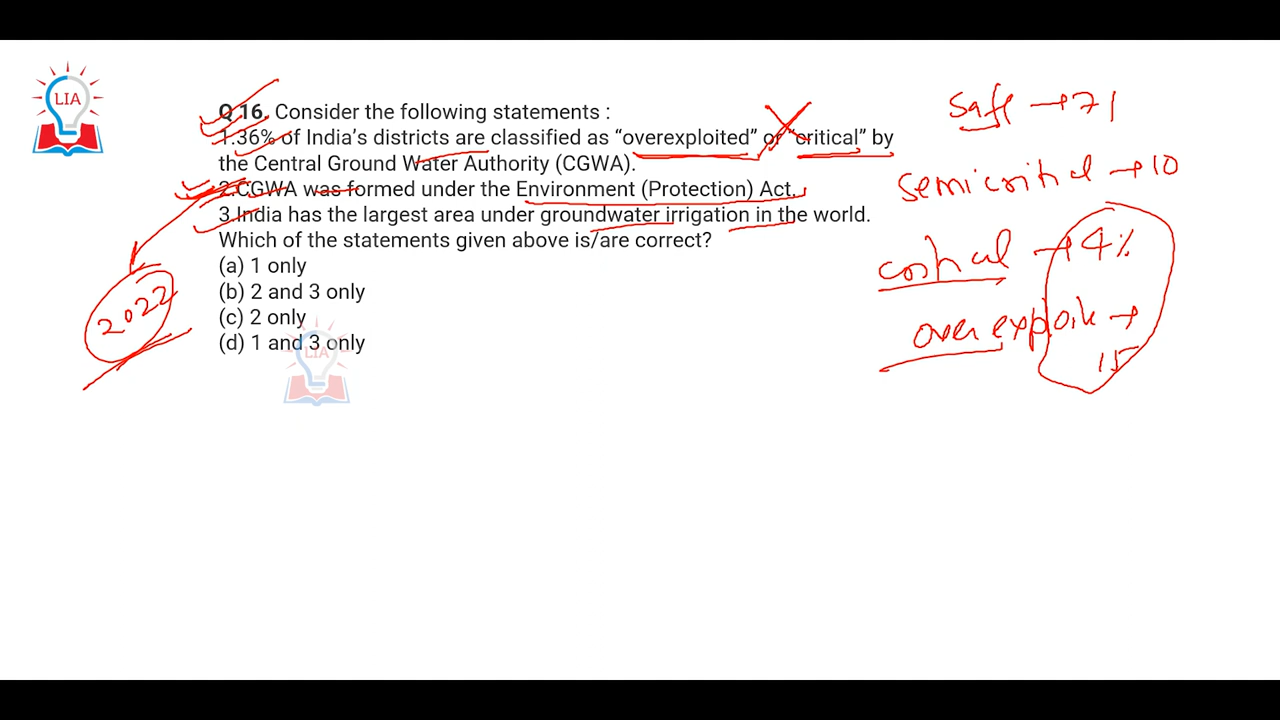 LIA
Q.16. Consider the following statements :
1.36% of India's districts are classified as “overexploited” or “critical” by
the Central Ground Water Authority (CGWA).
2.CGWA was formed under the Environment (Protection) Act.
3.India has the largest area under groundwater irrigation in the world.
Which of the statements given above is/are correct?
(a) 1 only
(b) 2 and 3 only
(c) 2 only
(d) 1 and 3 only
LIA
2022
Safe → 71
Semicritical → 10
critical → 4%
over exploit →
15